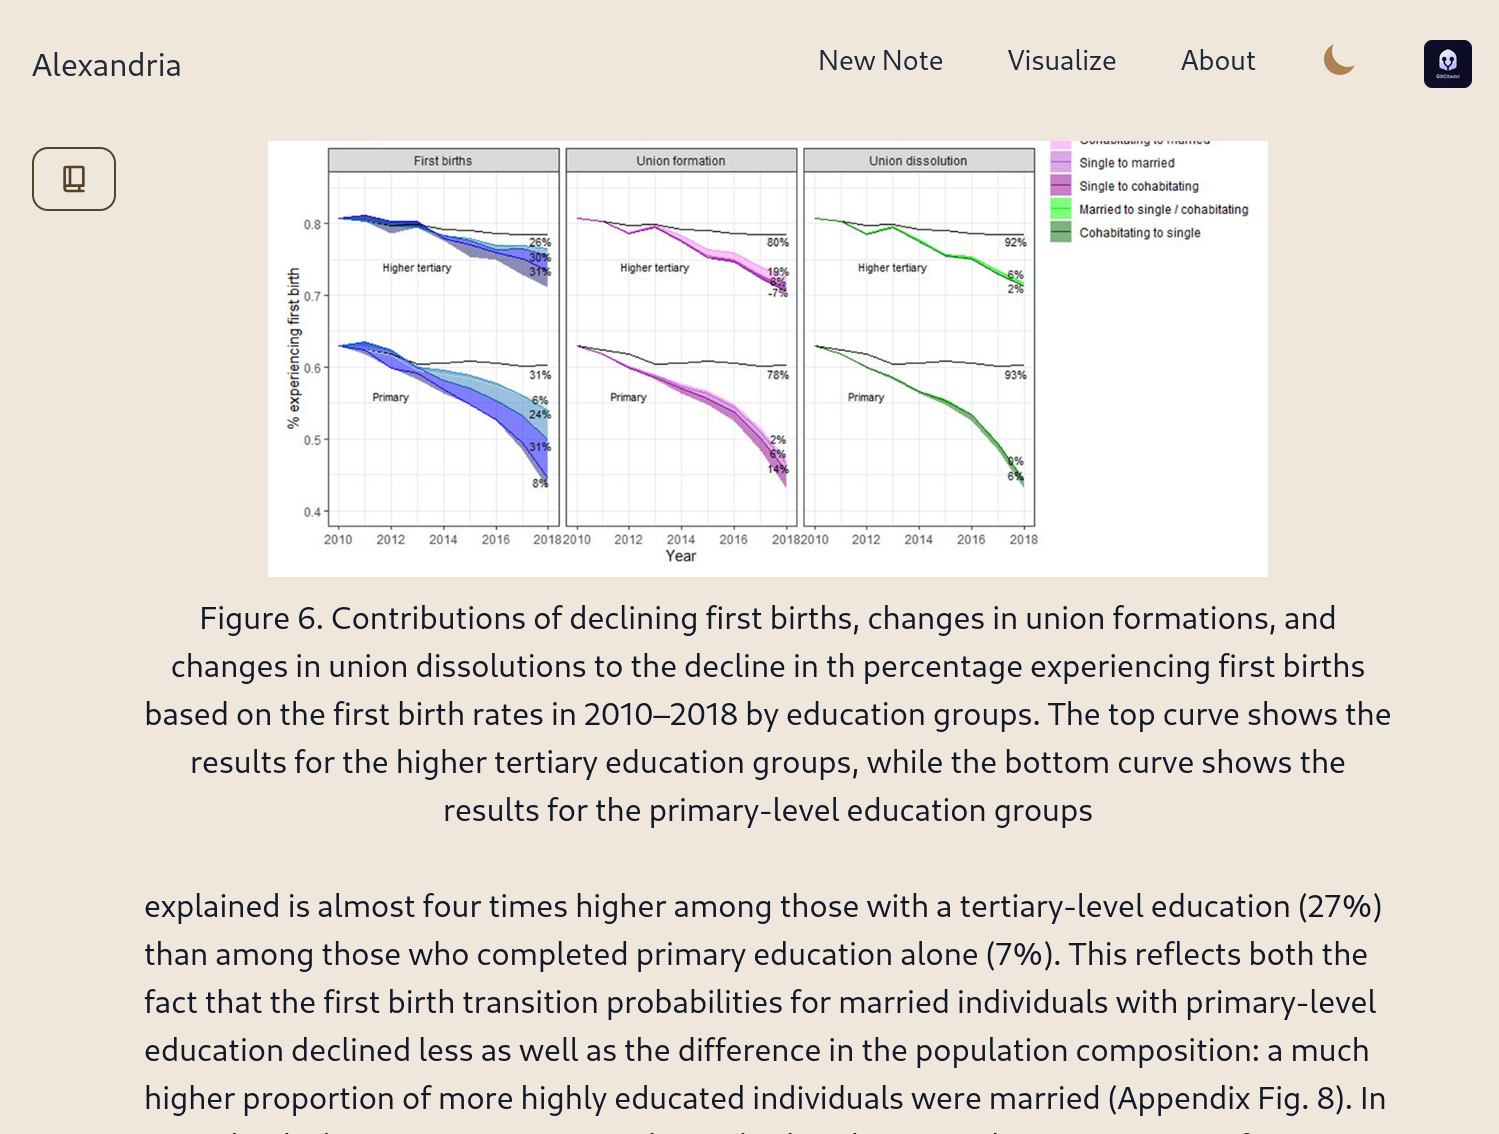 Alexandria
New Note
Visualize
About
GitCitadel
First births
Union formation
Union dissolution
Cohabitating to married
Single to married
Single to cohabitating
Married to single / cohabitating
Cohabitating to single
% experiencing first birth
0.8
0.7
0.6
0.5
0.4
26%
30%
31%
Higher tertiary
31%
6%
24%
31%
8%
Primary
80%
19%
8%
-7%
Higher tertiary
78%
2%
6%
14%
Primary
92%
6%
2%
Higher tertiary
93%
0%
6%
Primary
2010 2012 2014 2016 2018
2010 2012 2014 2016 2018
2010 2012 2014 2016 2018
Year
Figure 6. Contributions of declining first births, changes in union formations, and
changes in union dissolutions to the decline in th percentage experiencing first births
based on the first birth rates in 2010–2018 by education groups. The top curve shows the
results for the higher tertiary education groups, while the bottom curve shows the
results for the primary-level education groups
explained is almost four times higher among those with a tertiary-level education (27%)
than among those who completed primary education alone (7%). This reflects both the
fact that the first birth transition probabilities for married individuals with primary-level
education declined less as well as the difference in the population composition: a much
higher proportion of more highly educated individuals were married (Appendix Fig. 8). In